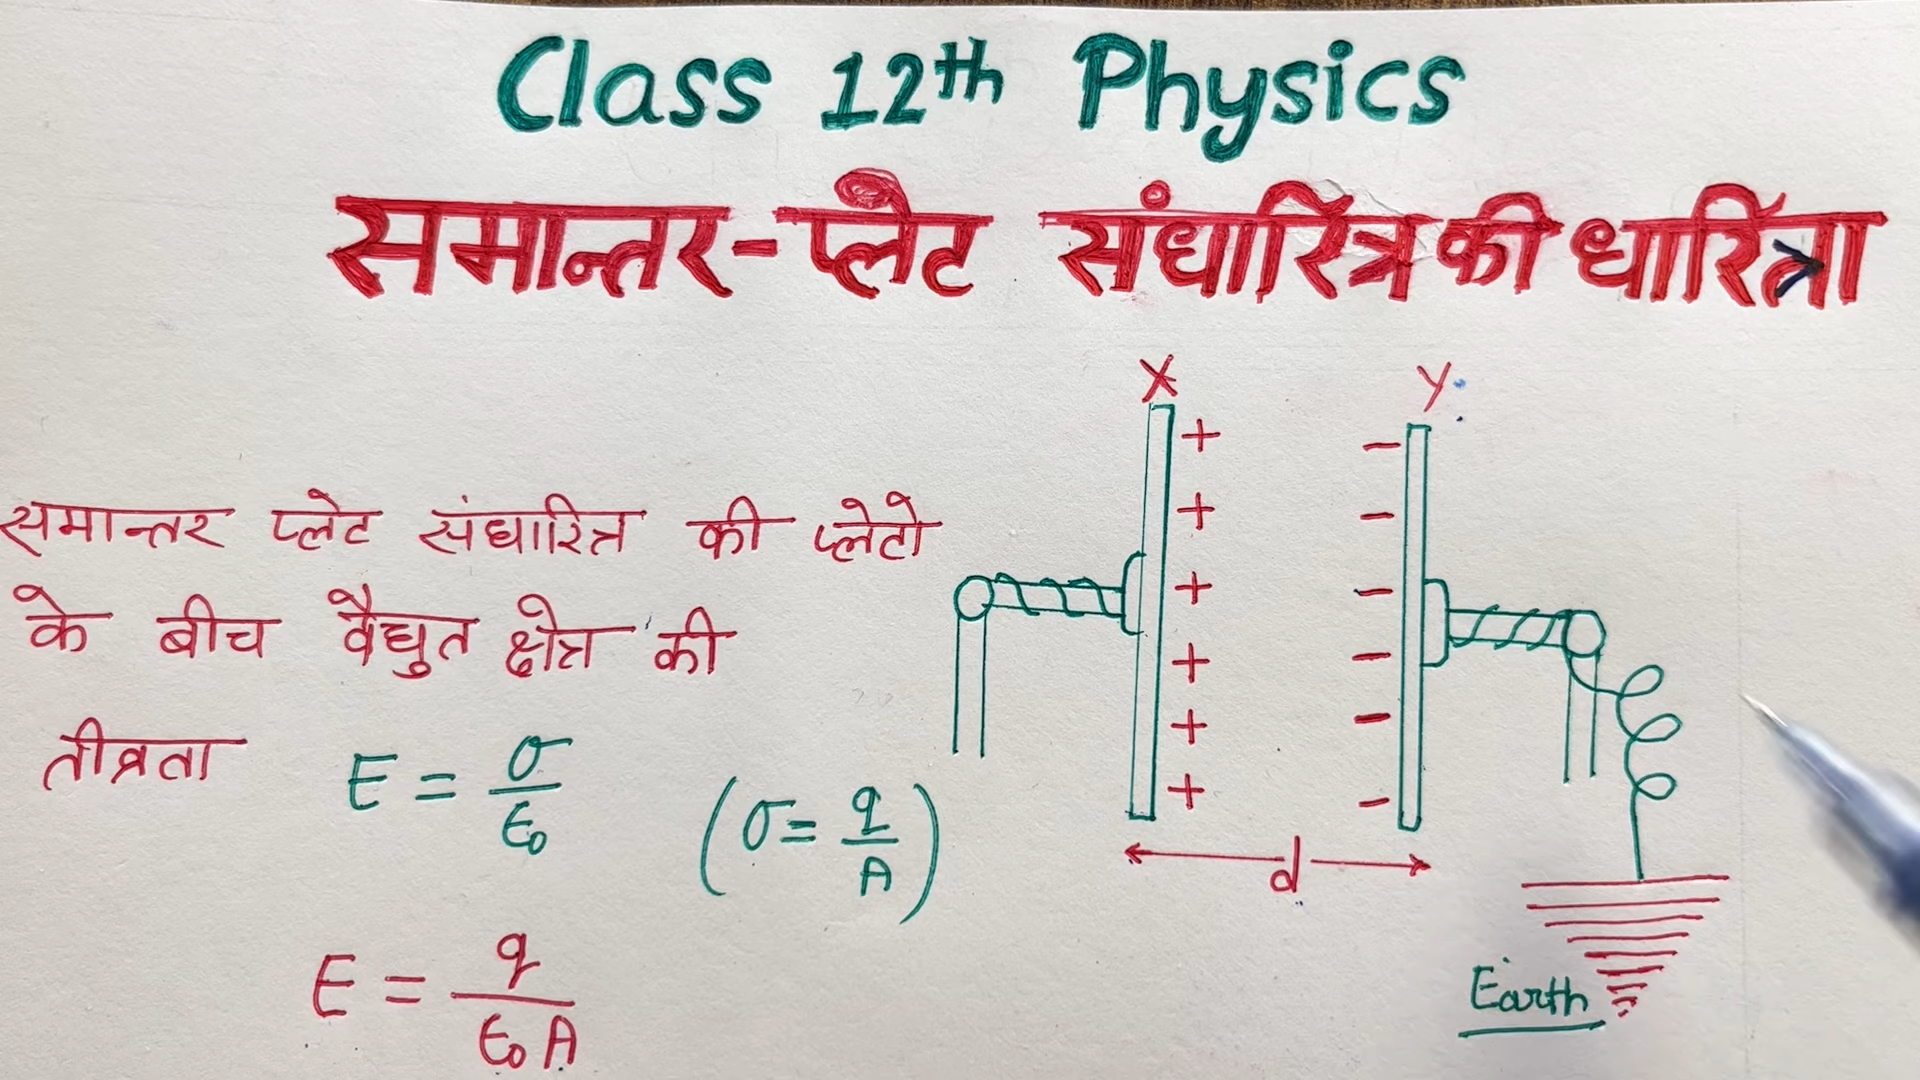 Class 12th Physics
समान्तर-प्लेट संधारित्र की धारिता
समान्तर प्लेट संधारित्र की प्लेटो
के बीच वैद्युत क्षेत्र की
तीव्रता E = σ/ε₀ (σ = q/A)
E = q/ε₀A
X Y
+ + + + + +
− − − − − −
d
Earth